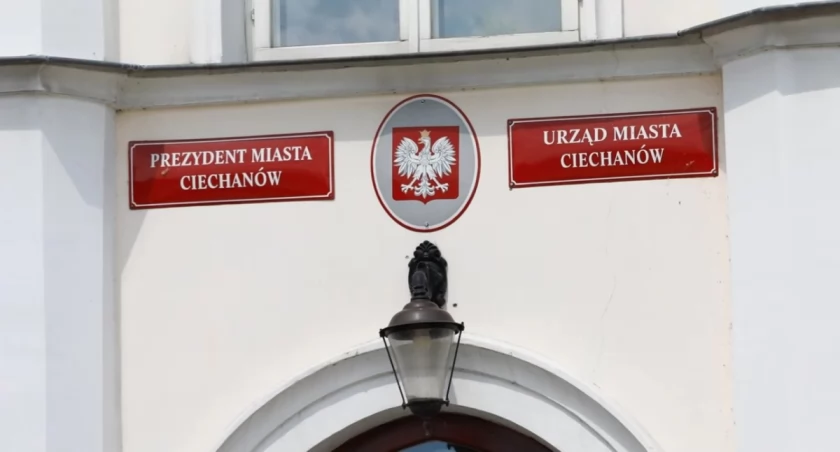 PREZYDENT MIASTA
CIECHANÓW
URZĄD MIASTA
CIECHANÓW